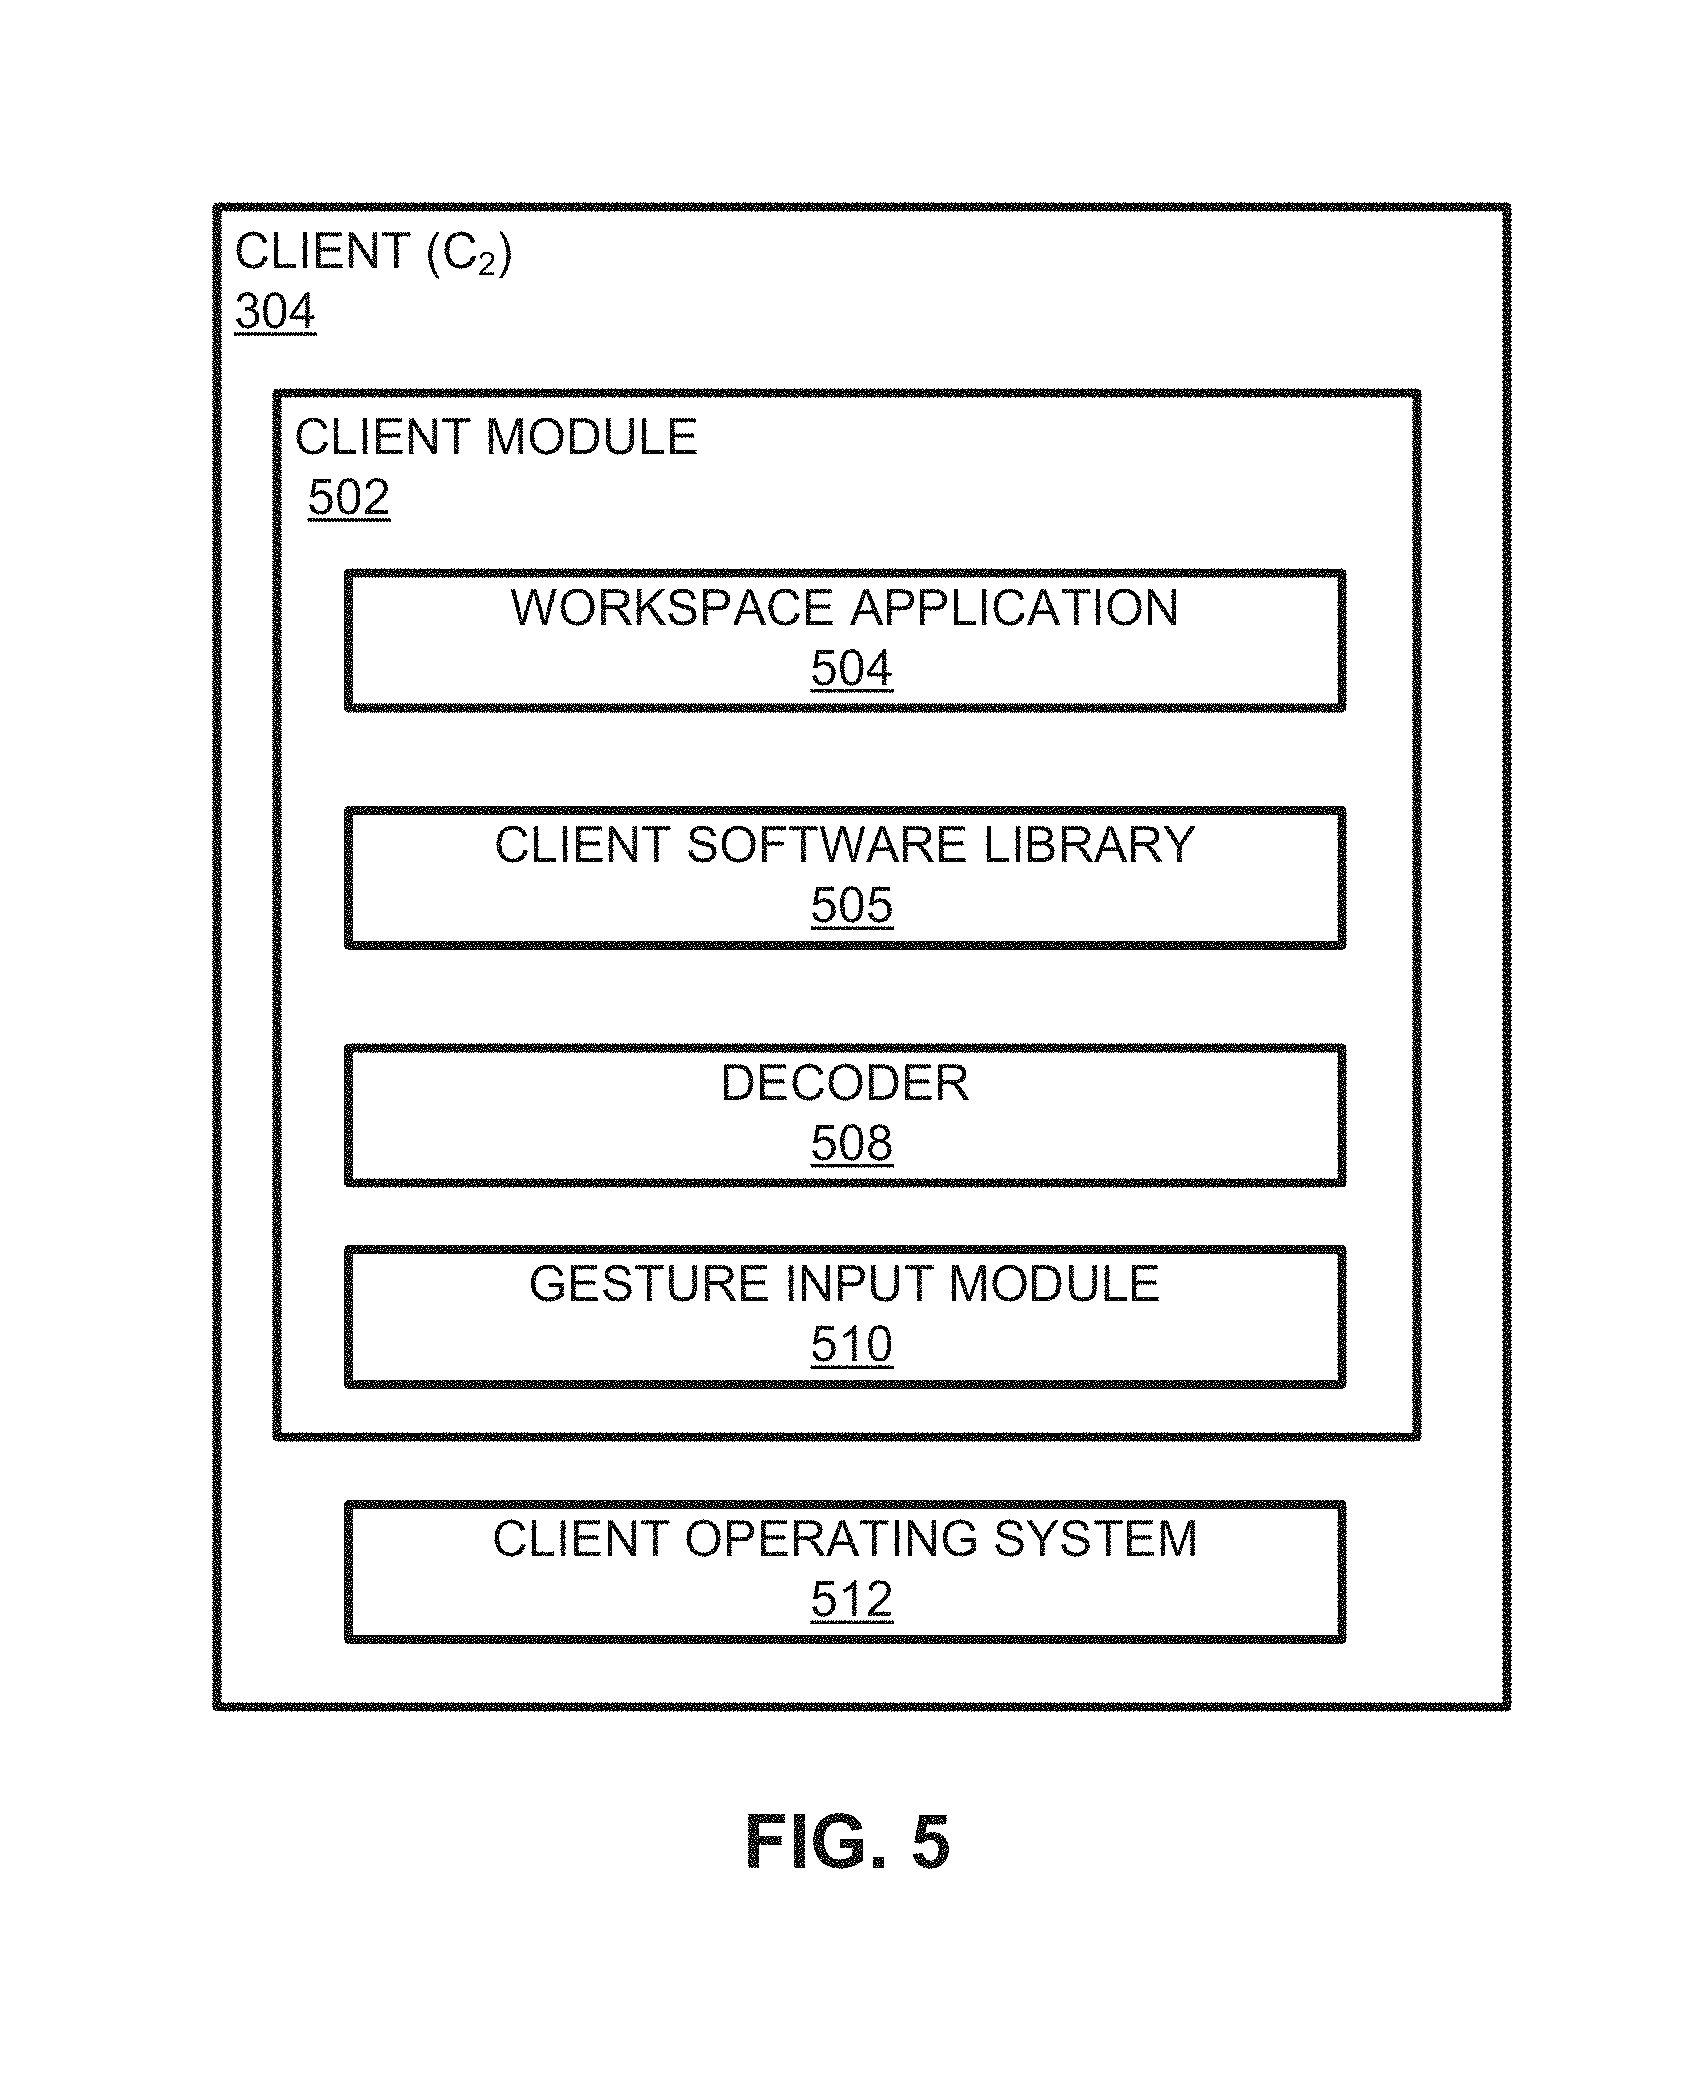 CLIENT (C₂)
304
CLIENT MODULE
502
WORKSPACE APPLICATION
504
CLIENT SOFTWARE LIBRARY
505
DECODER
508
GESTURE INPUT MODULE
510
CLIENT OPERATING SYSTEM
512
FIG. 5